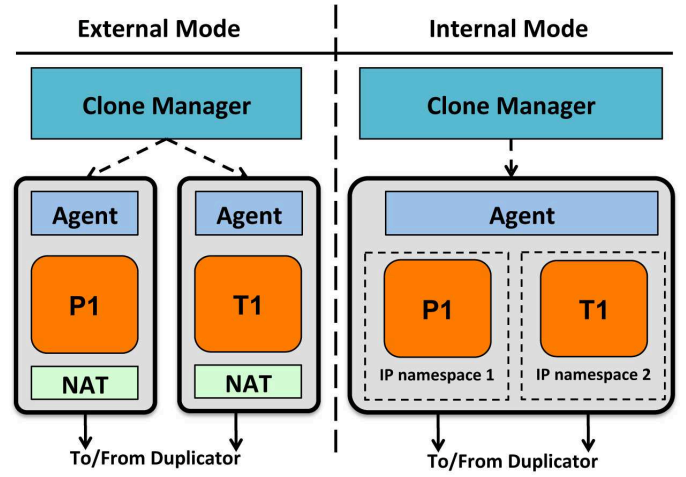 External Mode
Internal Mode
Clone Manager
Clone Manager
Agent
Agent
Agent
P1
T1
P1
T1
NAT
NAT
IP namespace 1
IP namespace 2
To/From Duplicator
To/From Duplicator